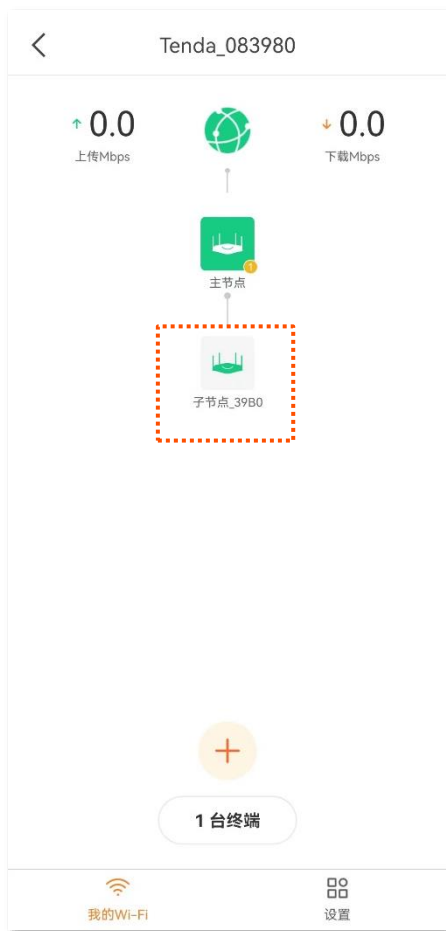 Tenda_083980
0.0
上传Mbps
0.0
下载Mbps
1
主节点
子节点_39B0
1 台终端
我的Wi-Fi
设置